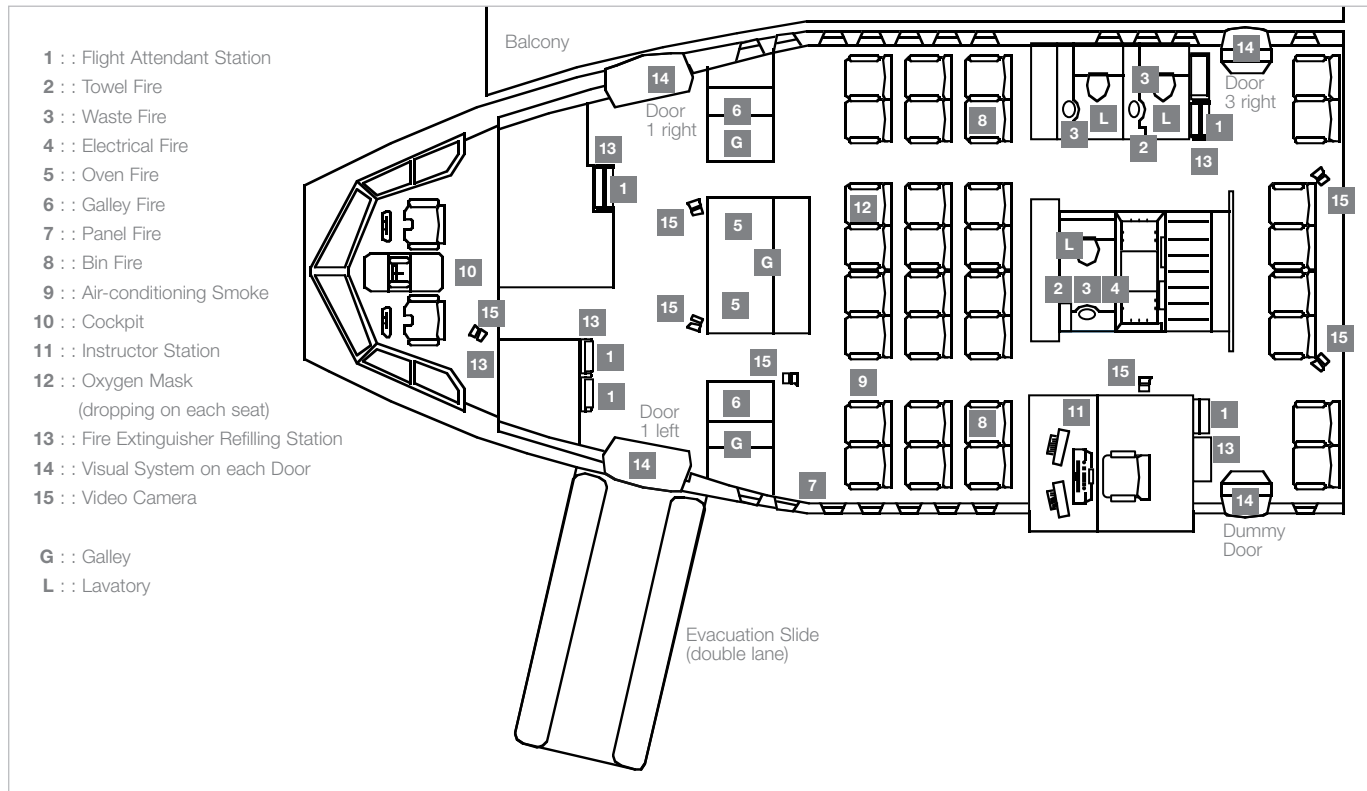 1 : : Flight Attendant Station
2 : : Towel Fire
3 : : Waste Fire
4 : : Electrical Fire
5 : : Oven Fire
6 : : Galley Fire
7 : : Panel Fire
8 : : Bin Fire
9 : : Air-conditioning Smoke
10 : : Cockpit
11 : : Instructor Station
12 : : Oxygen Mask
(dropping on each seat)
13 : : Fire Extinguisher Refilling Station
14 : : Visual System on each Door
15 : : Video Camera
G : : Galley
L : : Lavatory
Balcony
14
Door
1 right
6
G
13
1
15
5
G
5
15
10
15
13
13
1
1
Door
1 left
14
15
6
G
7
8
12
9
8
3
L
3
L
2
1
13
14
Door
3 right
15
L
2
3
4
15
15
11
1
13
14
Dummy
Door
Evacuation Slide
(double lane)